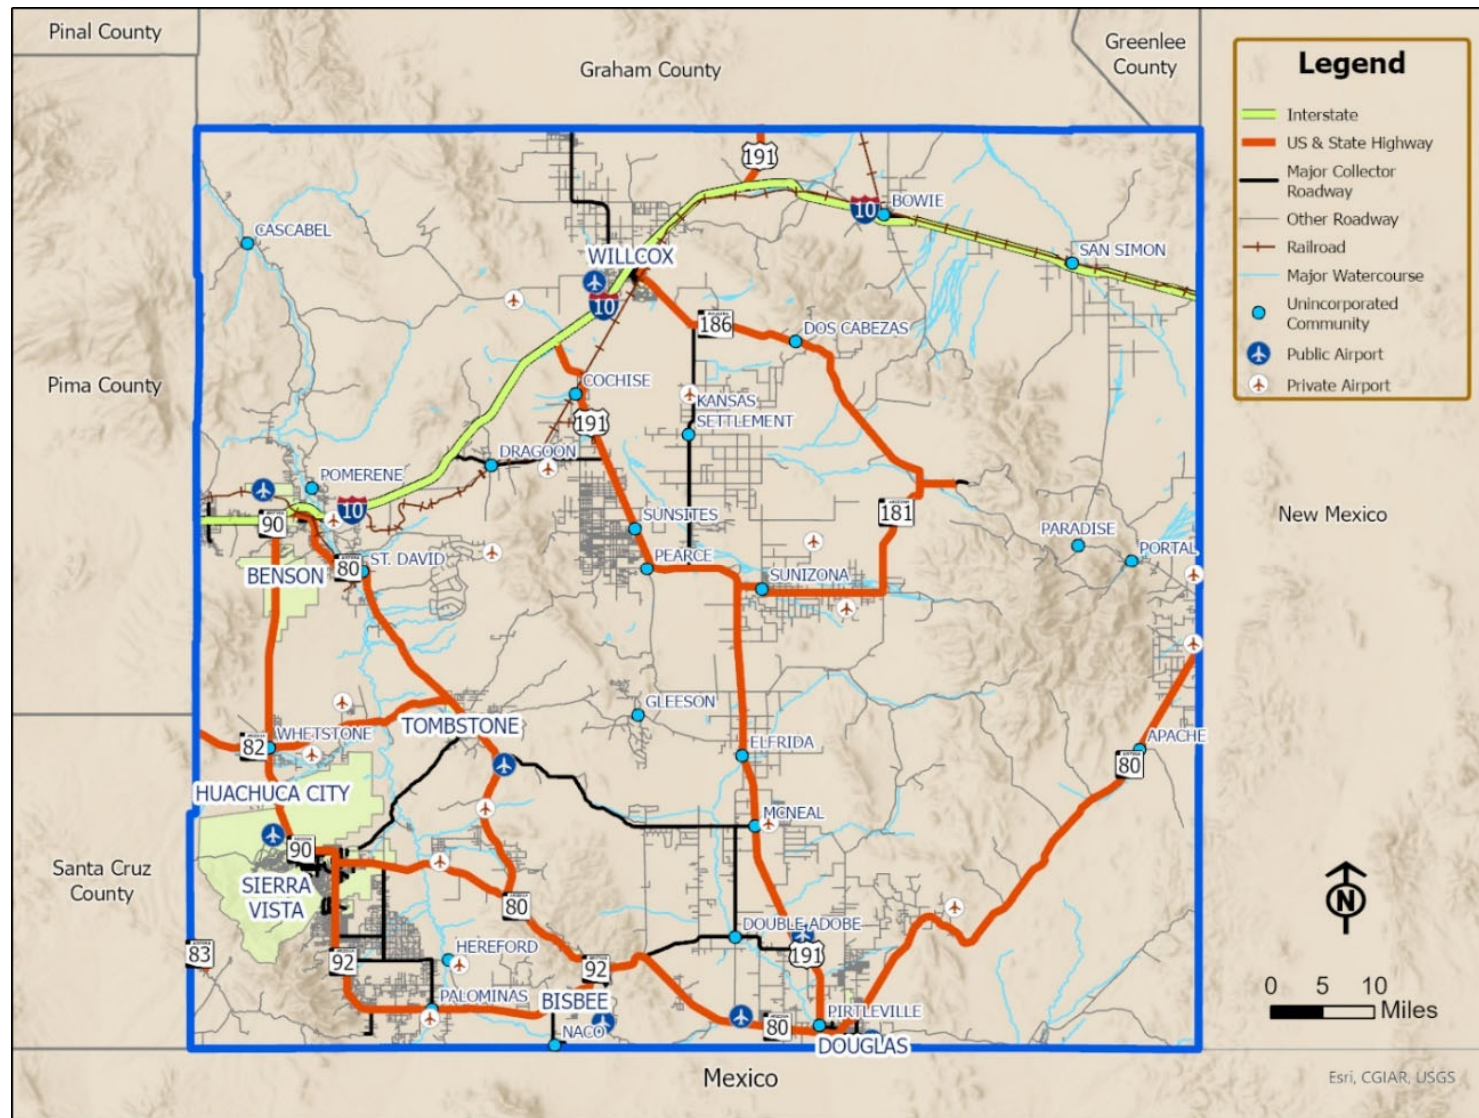 Pinal County
Graham County
Greenlee
County
Legend
Interstate
US & State Highway
Major Collector
Roadway
Other Roadway
Railroad
Major Watercourse
Unincorporated
Community
Public Airport
Private Airport
191
10
BOWIE
CASCABEL
SAN SIMON
WILLCOX
10
186
DOS CABEZAS
Pima County
COCHISE
KANSAS
SETTLEMENT
191
DRAGOON
POMERENE
10
90
181
New Mexico
SUNSITES
PARADISE
PORTAL
PEARCE
80
ST. DAVID
BENSON
SUNIZONA
GLEESON
TOMBSTONE
WHETSTONE
82
ELFRIDA
APACHE
80
HUACHUCA CITY
MCNEAL
90
Santa Cruz
County
SIERRA
VISTA
80
N
DOUBLE ADOBE
HEREFORD
83
92
92
191
0 5 10
Miles
PALOMINAS
BISBEE
PIRTLEVILLE
80
NACO
DOUGLAS
Mexico
Esri, CGIAR, USGS